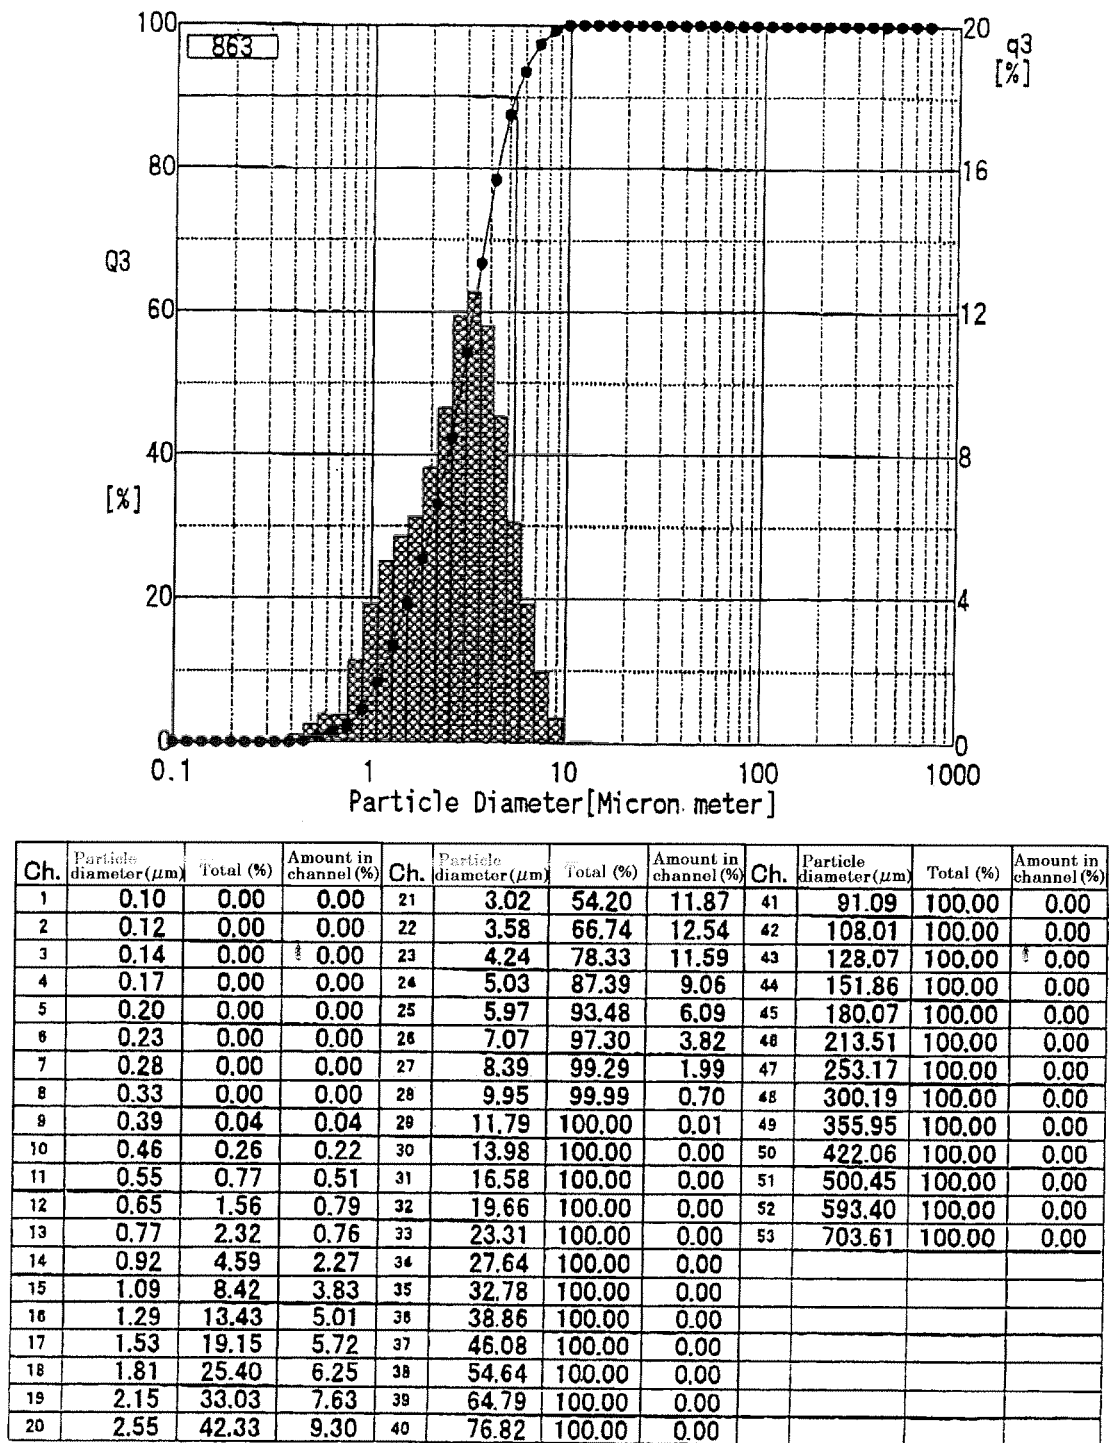 100
863
20
q3
[%]
80
16
Q3
60
12
40
8
[%]
20
4
0
0
0.1 1 10 100 1000
Particle Diameter[Micron meter]
Ch. Particle diameter(μm) Total (%) Amount in channel (%) Ch. Particle diameter(μm) Total (%) Amount in channel (%) Ch. Particle diameter(μm) Total (%) Amount in channel (%)
1 0.10 0.00 0.00 21 3.02 54.20 11.87 41 91.09 100.00 0.00
2 0.12 0.00 0.00 22 3.58 66.74 12.54 42 108.01 100.00 0.00
3 0.14 0.00 0.00 23 4.24 78.33 11.59 43 128.07 100.00 0.00
4 0.17 0.00 0.00 24 5.03 87.39 9.06 44 151.86 100.00 0.00
5 0.20 0.00 0.00 25 5.97 93.48 6.09 45 180.07 100.00 0.00
6 0.23 0.00 0.00 26 7.07 97.30 3.82 46 213.51 100.00 0.00
7 0.28 0.00 0.00 27 8.39 99.29 1.99 47 253.17 100.00 0.00
8 0.33 0.00 0.00 28 9.95 99.99 0.70 48 300.19 100.00 0.00
9 0.39 0.04 0.04 29 11.79 100.00 0.01 49 355.95 100.00 0.00
10 0.46 0.26 0.22 30 13.98 100.00 0.00 50 422.06 100.00 0.00
11 0.55 0.77 0.51 31 16.58 100.00 0.00 51 500.45 100.00 0.00
12 0.65 1.56 0.79 32 19.66 100.00 0.00 52 593.40 100.00 0.00
13 0.77 2.32 0.76 33 23.31 100.00 0.00 53 703.61 100.00 0.00
14 0.92 4.59 2.27 34 27.64 100.00 0.00
15 1.09 8.42 3.83 35 32.78 100.00 0.00
16 1.29 13.43 5.01 36 38.86 100.00 0.00
17 1.53 19.15 5.72 37 46.08 100.00 0.00
18 1.81 25.40 6.25 38 54.64 100.00 0.00
19 2.15 33.03 7.63 39 64.79 100.00 0.00
20 2.55 42.33 9.30 40 76.82 100.00 0.00